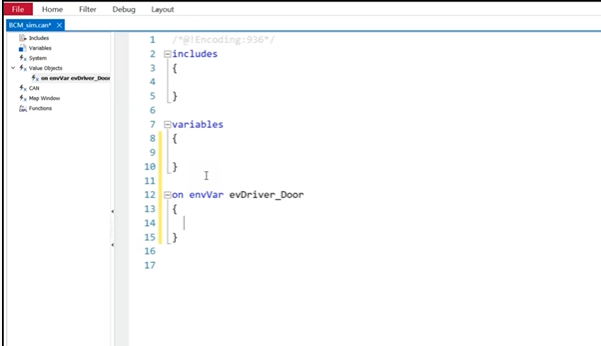 File Home Filter Debug Layout
BCM_sim.can* ×
Includes
Variables
System
Value Objects
on envVar evDriver_Door
CAN
Map Window
Functions
1 /*@!Encoding:936*/
2 includes
3 {
4
5 }
6
7 variables
8 {
9
10 }
11
12 on envVar evDriver_Door
13 {
14
15 }
16
17